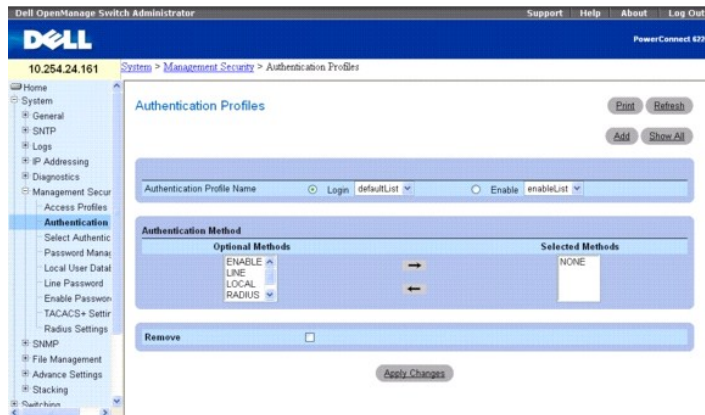 Dell OpenManage Switch Administrator
Support Help About Log Out
DELL
PowerConnect 622
10.254.24.161
System > Management Security > Authentication Profiles
Home
System
General
SNTP
Logs
IP Addressing
Diagnostics
Management Secur
Access Profiles
Authentication
Select Authentic
Password Manag
Local User Datal
Line Password
Enable Passwor
TACACS+ Settir
Radius Settings
SNMP
File Management
Advance Settings
Stacking
Switching
Authentication Profiles
Print Refresh
Add Show All
Authentication Profile Name Login defaultList Enable enableList
Authentication Method
Optional Methods Selected Methods
ENABLE NONE
LINE
LOCAL
RADIUS
Remove
Apply Changes